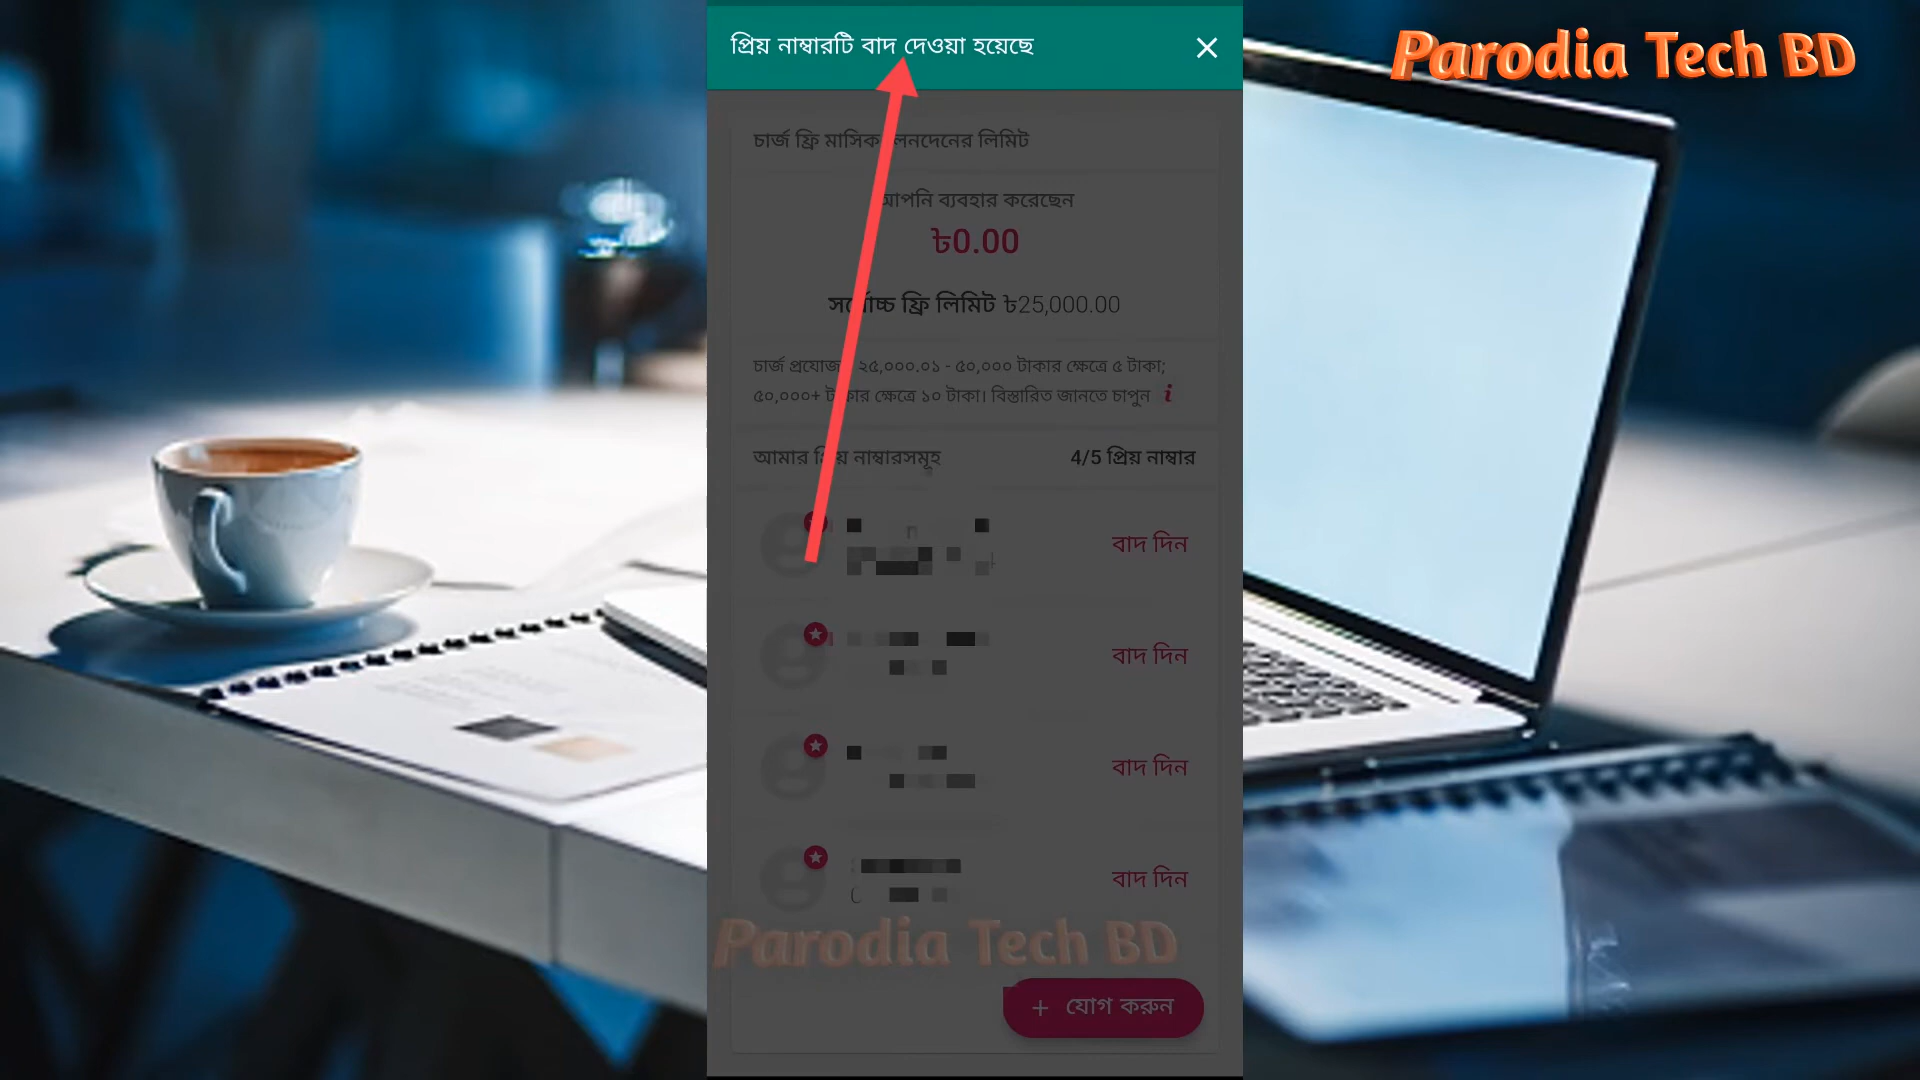 প্রিয় নাম্বারটি বাদ দেওয়া হয়েছে
Parodia Tech BD
চার্জ ফ্রি মাসিক লেনদেনের লিমিট
আপনি ব্যবহার করেছেন
৳0.00
সর্বোচ্চ ফ্রি লিমিট ৳25,000.00
চার্জ প্রযোজ্য ২৫,০০০.০১ - ৫০,০০০ টাকার ক্ষেত্রে ৫ টাকা;
৫০,০০০+ টাকার ক্ষেত্রে ১০ টাকা। বিস্তারিত জানতে চাপুন i
আমার প্রিয় নাম্বারসমূহ
4/5 প্রিয় নাম্বার
বাদ দিন
বাদ দিন
বাদ দিন
বাদ দিন
Parodia Tech BD
+ যোগ করুন